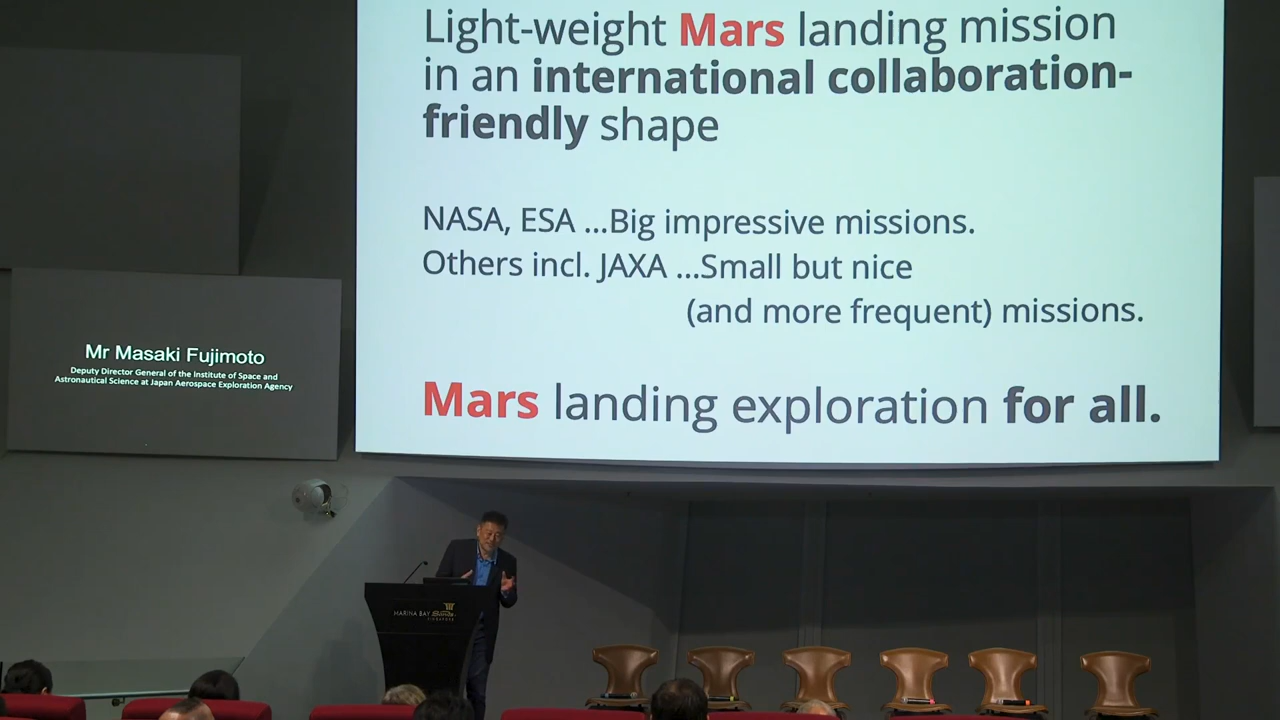 Light-weight Mars landing mission
in an international collaboration-
friendly shape
NASA, ESA ...Big impressive missions.
Others incl. JAXA ...Small but nice
(and more frequent) missions.
Mars landing exploration for all.
Mr Masaki Fujimoto
Deputy Director General of the Institute of Space and
Astronautical Science at Japan Aerospace Exploration Agency
MARINA BAY Sands
SINGAPORE